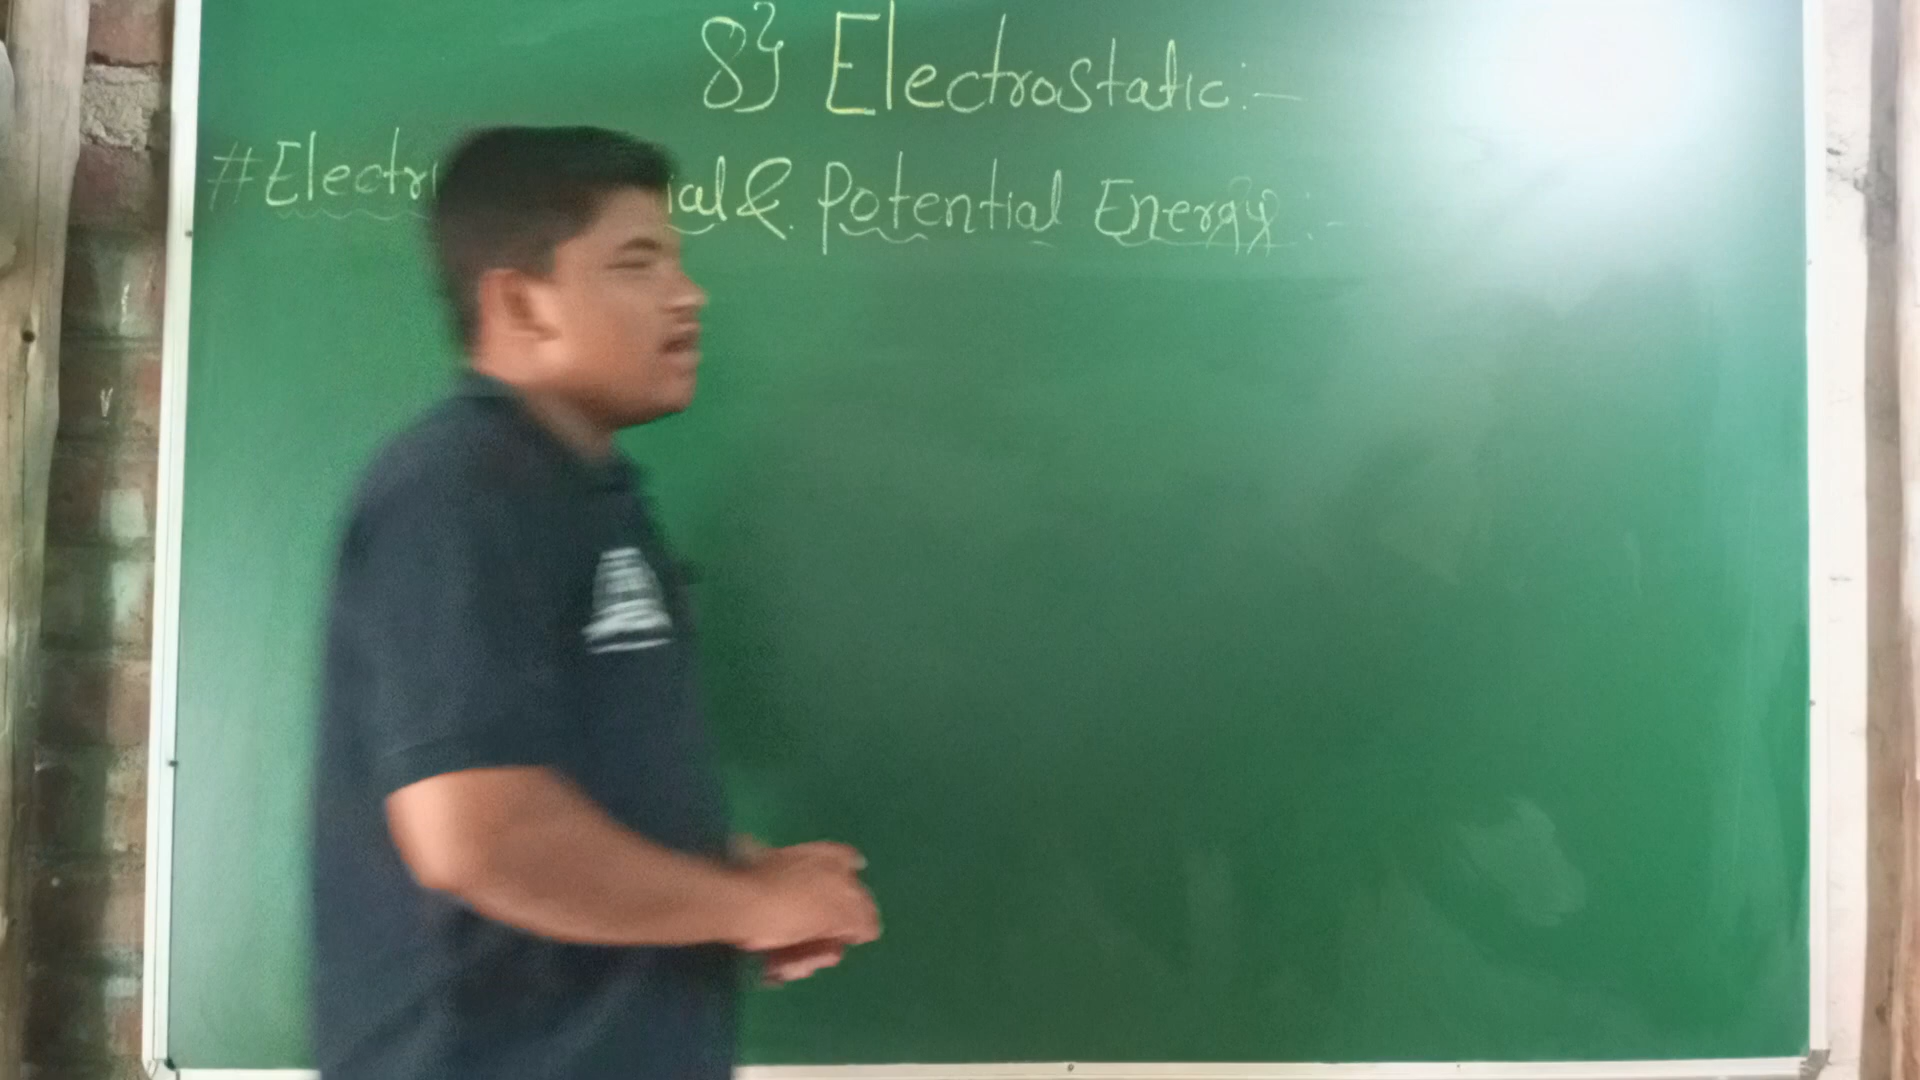 8} Electrostatic:-
#Electri ial & Potential Energy:-